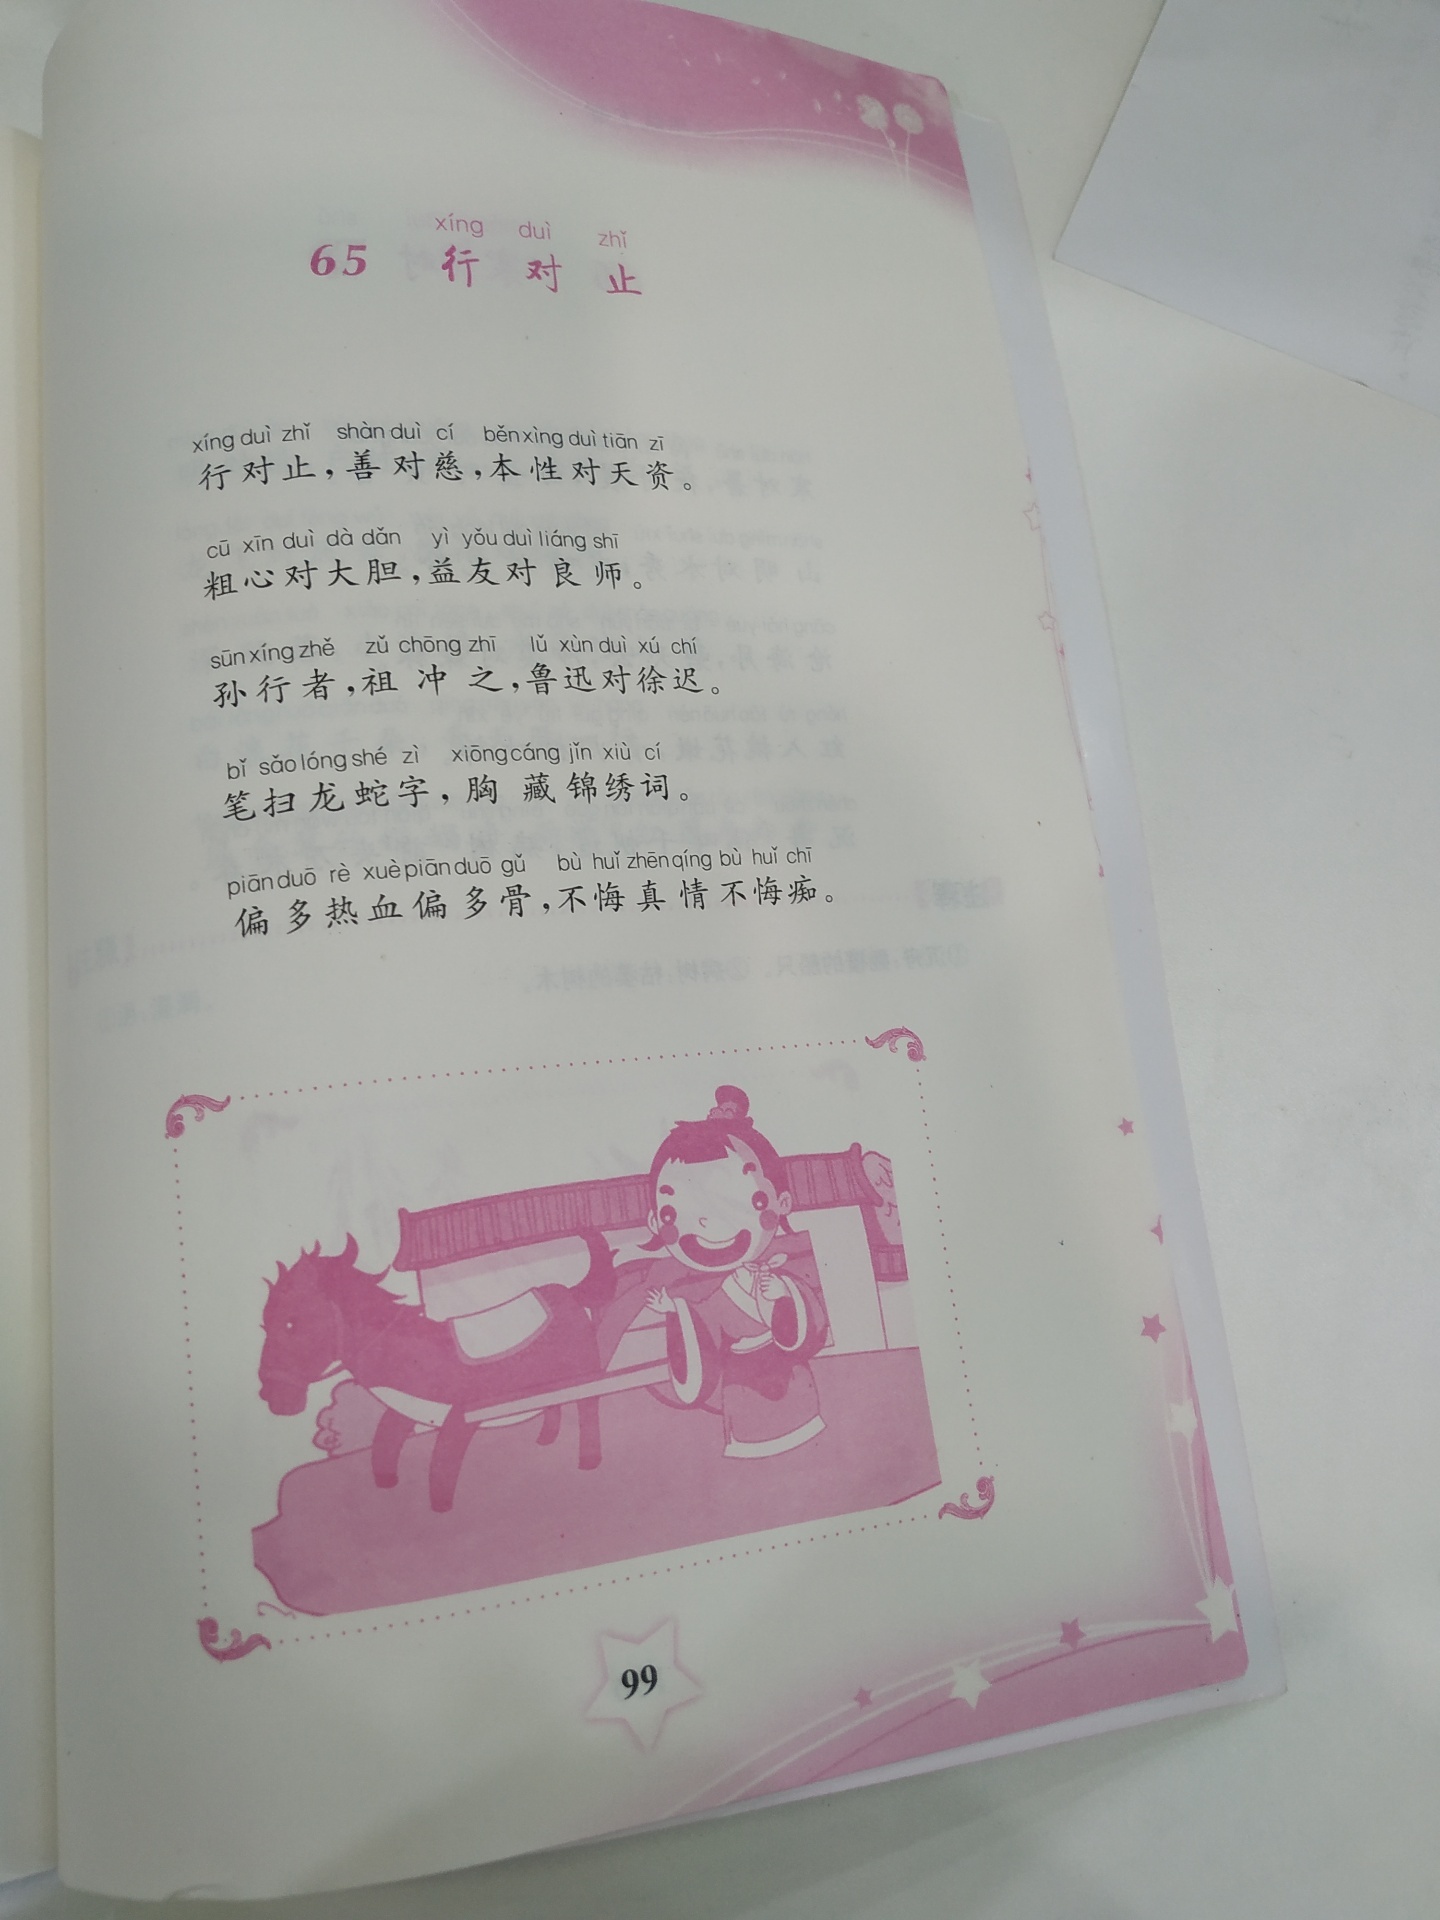 xíng duì zhǐ
65 行对止
xíng duì zhǐ shàn duì cí běn xìng duì tiān zī
行对止，善对慈，本性对天资。
cū xīn duì dà dǎn yì yǒu duì liáng shī
粗心对大胆，益友对良师。
sūn xíng zhě zǔ chōng zhī lǔ xùn duì xú chí
孙行者，祖冲之，鲁迅对徐迟。
bǐ sǎo lóng shé zì xiōng cáng jǐn xiù cí
笔扫龙蛇字，胸藏锦绣词。
piān duō rè xuè piān duō gǔ bù huǐ zhēn qíng bù huǐ chī
偏多热血偏多骨，不悔真情不悔痴。
99